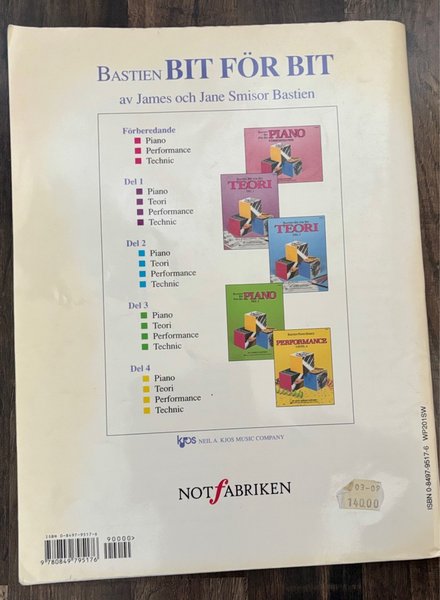 BASTIEN BIT FÖR BIT
av James och Jane Smisor Bastien
Förberedande
Piano
Performance
Technic
Del 1
Piano
Teori
Performance
Technic
Del 2
Piano
Teori
Performance
Technic
Del 3
Piano
Teori
Performance
Technic
Del 4
Piano
Teori
Performance
Technic
PIANO
TEORI
TEORI
PIANO
PERFORMANCE
kjos NEIL A. KJOS MUSIC COMPANY
NOTfABRIKEN
140.00
ISBN 0-8497-9517-6 WP201SW
ISBN 0-8497-9517-6
90000>
9 780849 795176